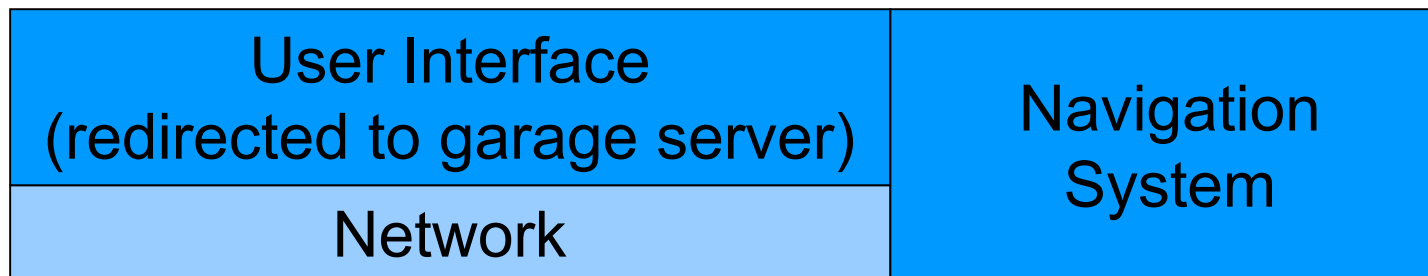 User Interface
(redirected to garage server)
Network
Navigation
System